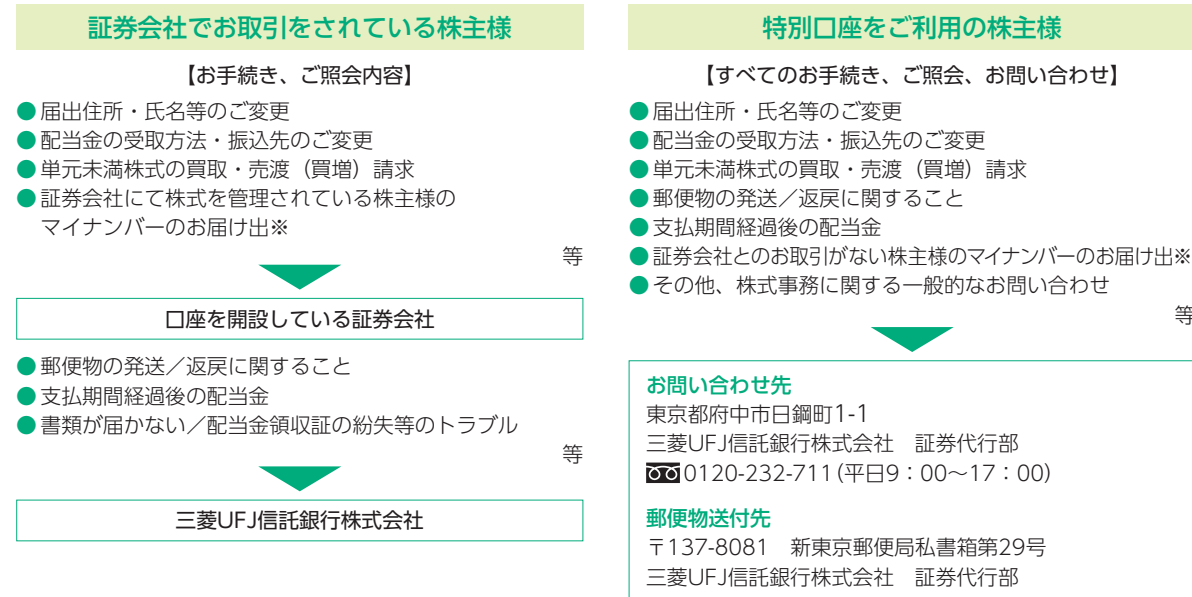 証券会社でお取引をされている株主様
【お手続き、ご照会内容】
●届出住所・氏名等のご変更
●配当金の受取方法・振込先のご変更
●単元未満株式の買取・売渡（買増）請求
●証券会社にて株式を管理されている株主様の
マイナンバーのお届け出※
等
口座を開設している証券会社
●郵便物の発送／返戻に関すること
●支払期間経過後の配当金
●書類が届かない／配当金領収証の紛失等のトラブル
等
三菱UFJ信託銀行株式会社
特別口座をご利用の株主様
【すべてのお手続き、ご照会、お問い合わせ】
●届出住所・氏名等のご変更
●配当金の受取方法・振込先のご変更
●単元未満株式の買取・売渡（買増）請求
●郵便物の発送／返戻に関すること
●支払期間経過後の配当金
●証券会社とのお取引がない株主様のマイナンバーのお届け出※
●その他、株式事務に関する一般的なお問い合わせ
等
お問い合わせ先
東京都府中市日鋼町1-1
三菱UFJ信託銀行株式会社　証券代行部
0120-232-711（平日9：00～17：00）
郵便物送付先
〒137-8081　新東京郵便局私書箱第29号
三菱UFJ信託銀行株式会社　証券代行部